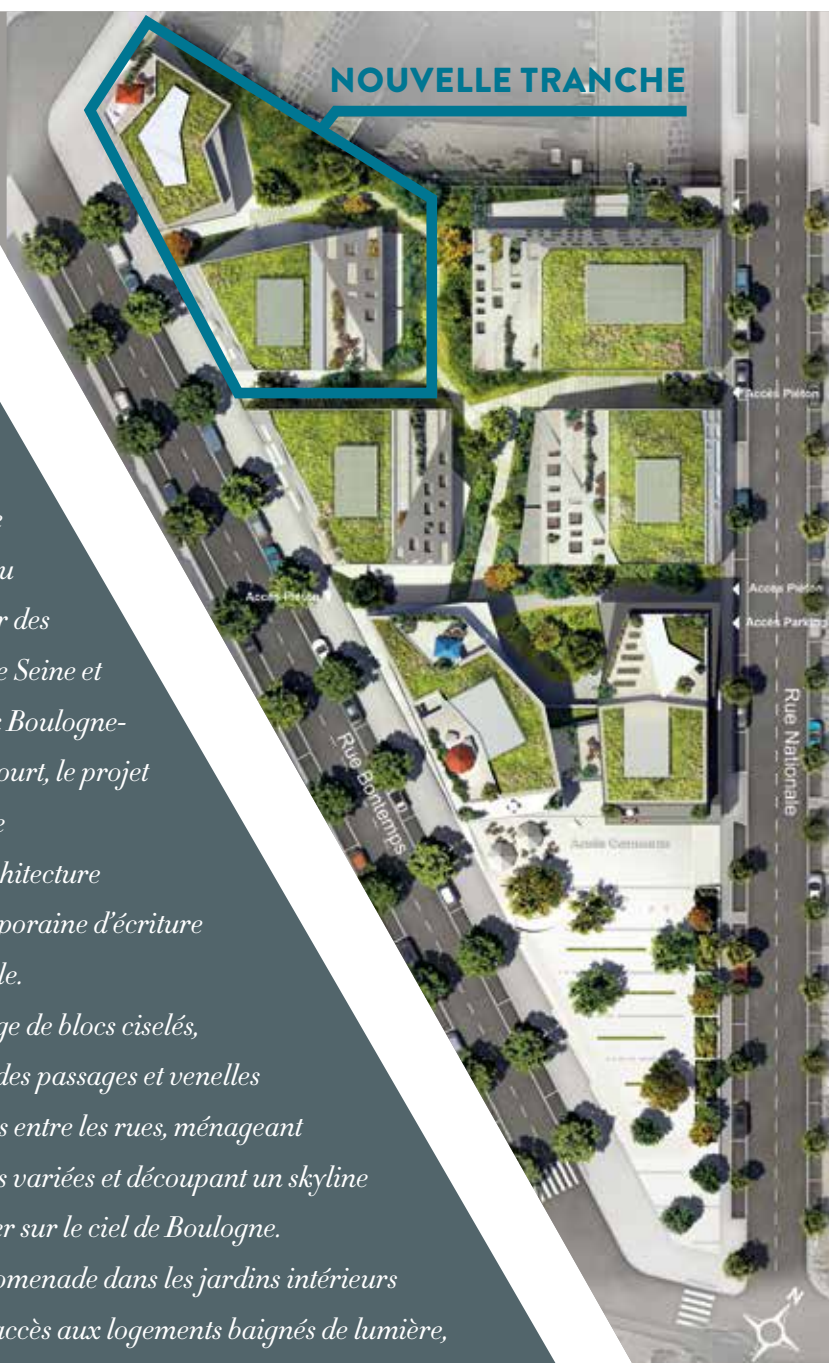 NOUVELLE TRANCHE
Accès Piéton
Accès Piéton
Accès Parking
Accès Piéton
Rue Nationale
Rue Bontemps
Accès Commerces
N
u
r des
e Seine et
Boulogne-
ourt, le projet
e
hitecture
poraine d'écriture
le.
ge de blocs ciselés,
des passages et venelles
s entre les rues, ménageant
s variées et découpant un skyline
er sur le ciel de Boulogne.
omenade dans les jardins intérieurs
accès aux logements baignés de lumière,